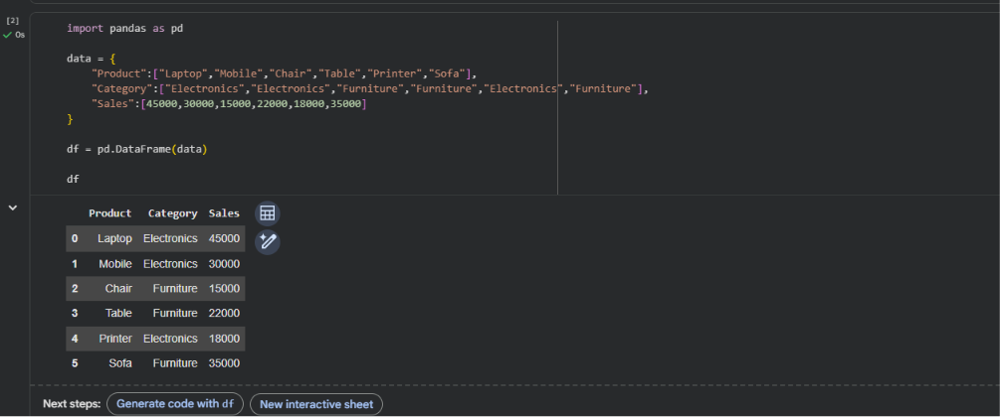 [2]
0s
import pandas as pd
data = {
"Product":["Laptop","Mobile","Chair","Table","Printer","Sofa"],
"Category":["Electronics","Electronics","Furniture","Furniture","Electronics","Furniture"],
"Sales":[45000,30000,15000,22000,18000,35000]
}
df = pd.DataFrame(data)
df
Product Category Sales
0 Laptop Electronics 45000
1 Mobile Electronics 30000
2 Chair Furniture 15000
3 Table Furniture 22000
4 Printer Electronics 18000
5 Sofa Furniture 35000
Next steps: Generate code with df New interactive sheet